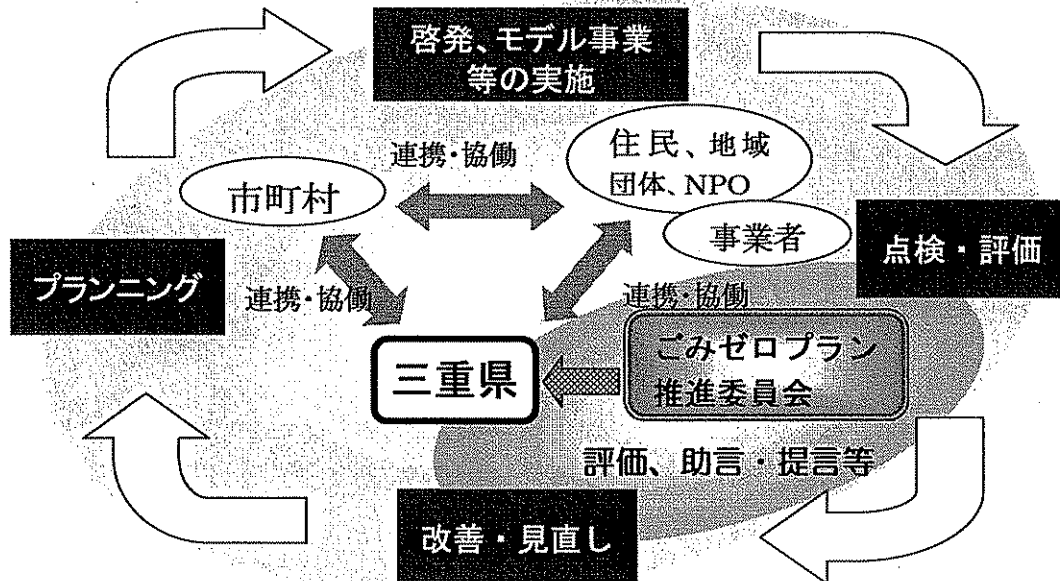 啓発、モデル事業
等の実施
連携・協働
住民、地域
団体、NPO
市町村
事業者
点検・評価
プランニング
連携・協働
連携・協働
ごみゼロプラン
推進委員会
三重県
評価、助言・提言等
改善・見直し